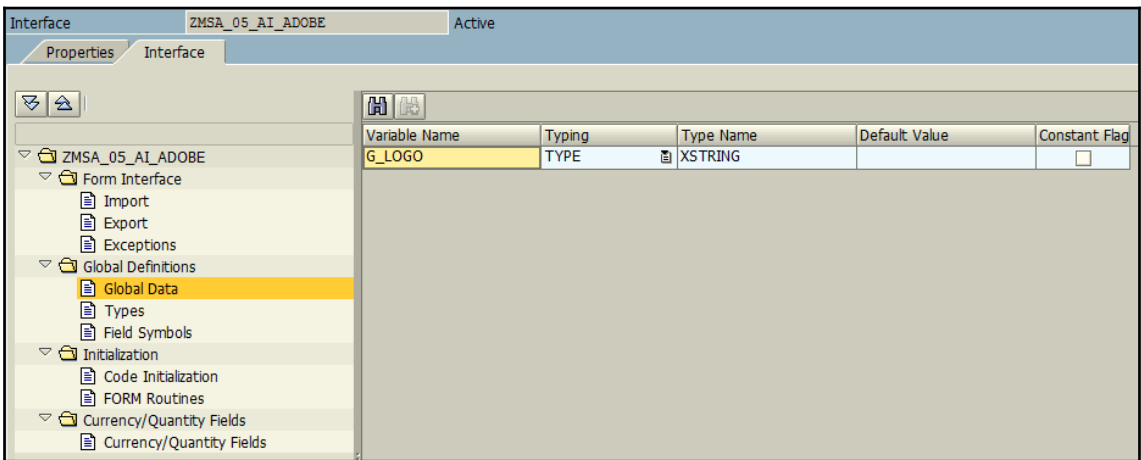 Interface ZMSA_05_AI_ADOBE Active
Properties Interface
Variable Name Typing Type Name Default Value Constant Flag
G_LOGO TYPE XSTRING
ZMSA_05_AI_ADOBE
Form Interface
Import
Export
Exceptions
Global Definitions
Global Data
Types
Field Symbols
Initialization
Code Initialization
FORM Routines
Currency/Quantity Fields
Currency/Quantity Fields